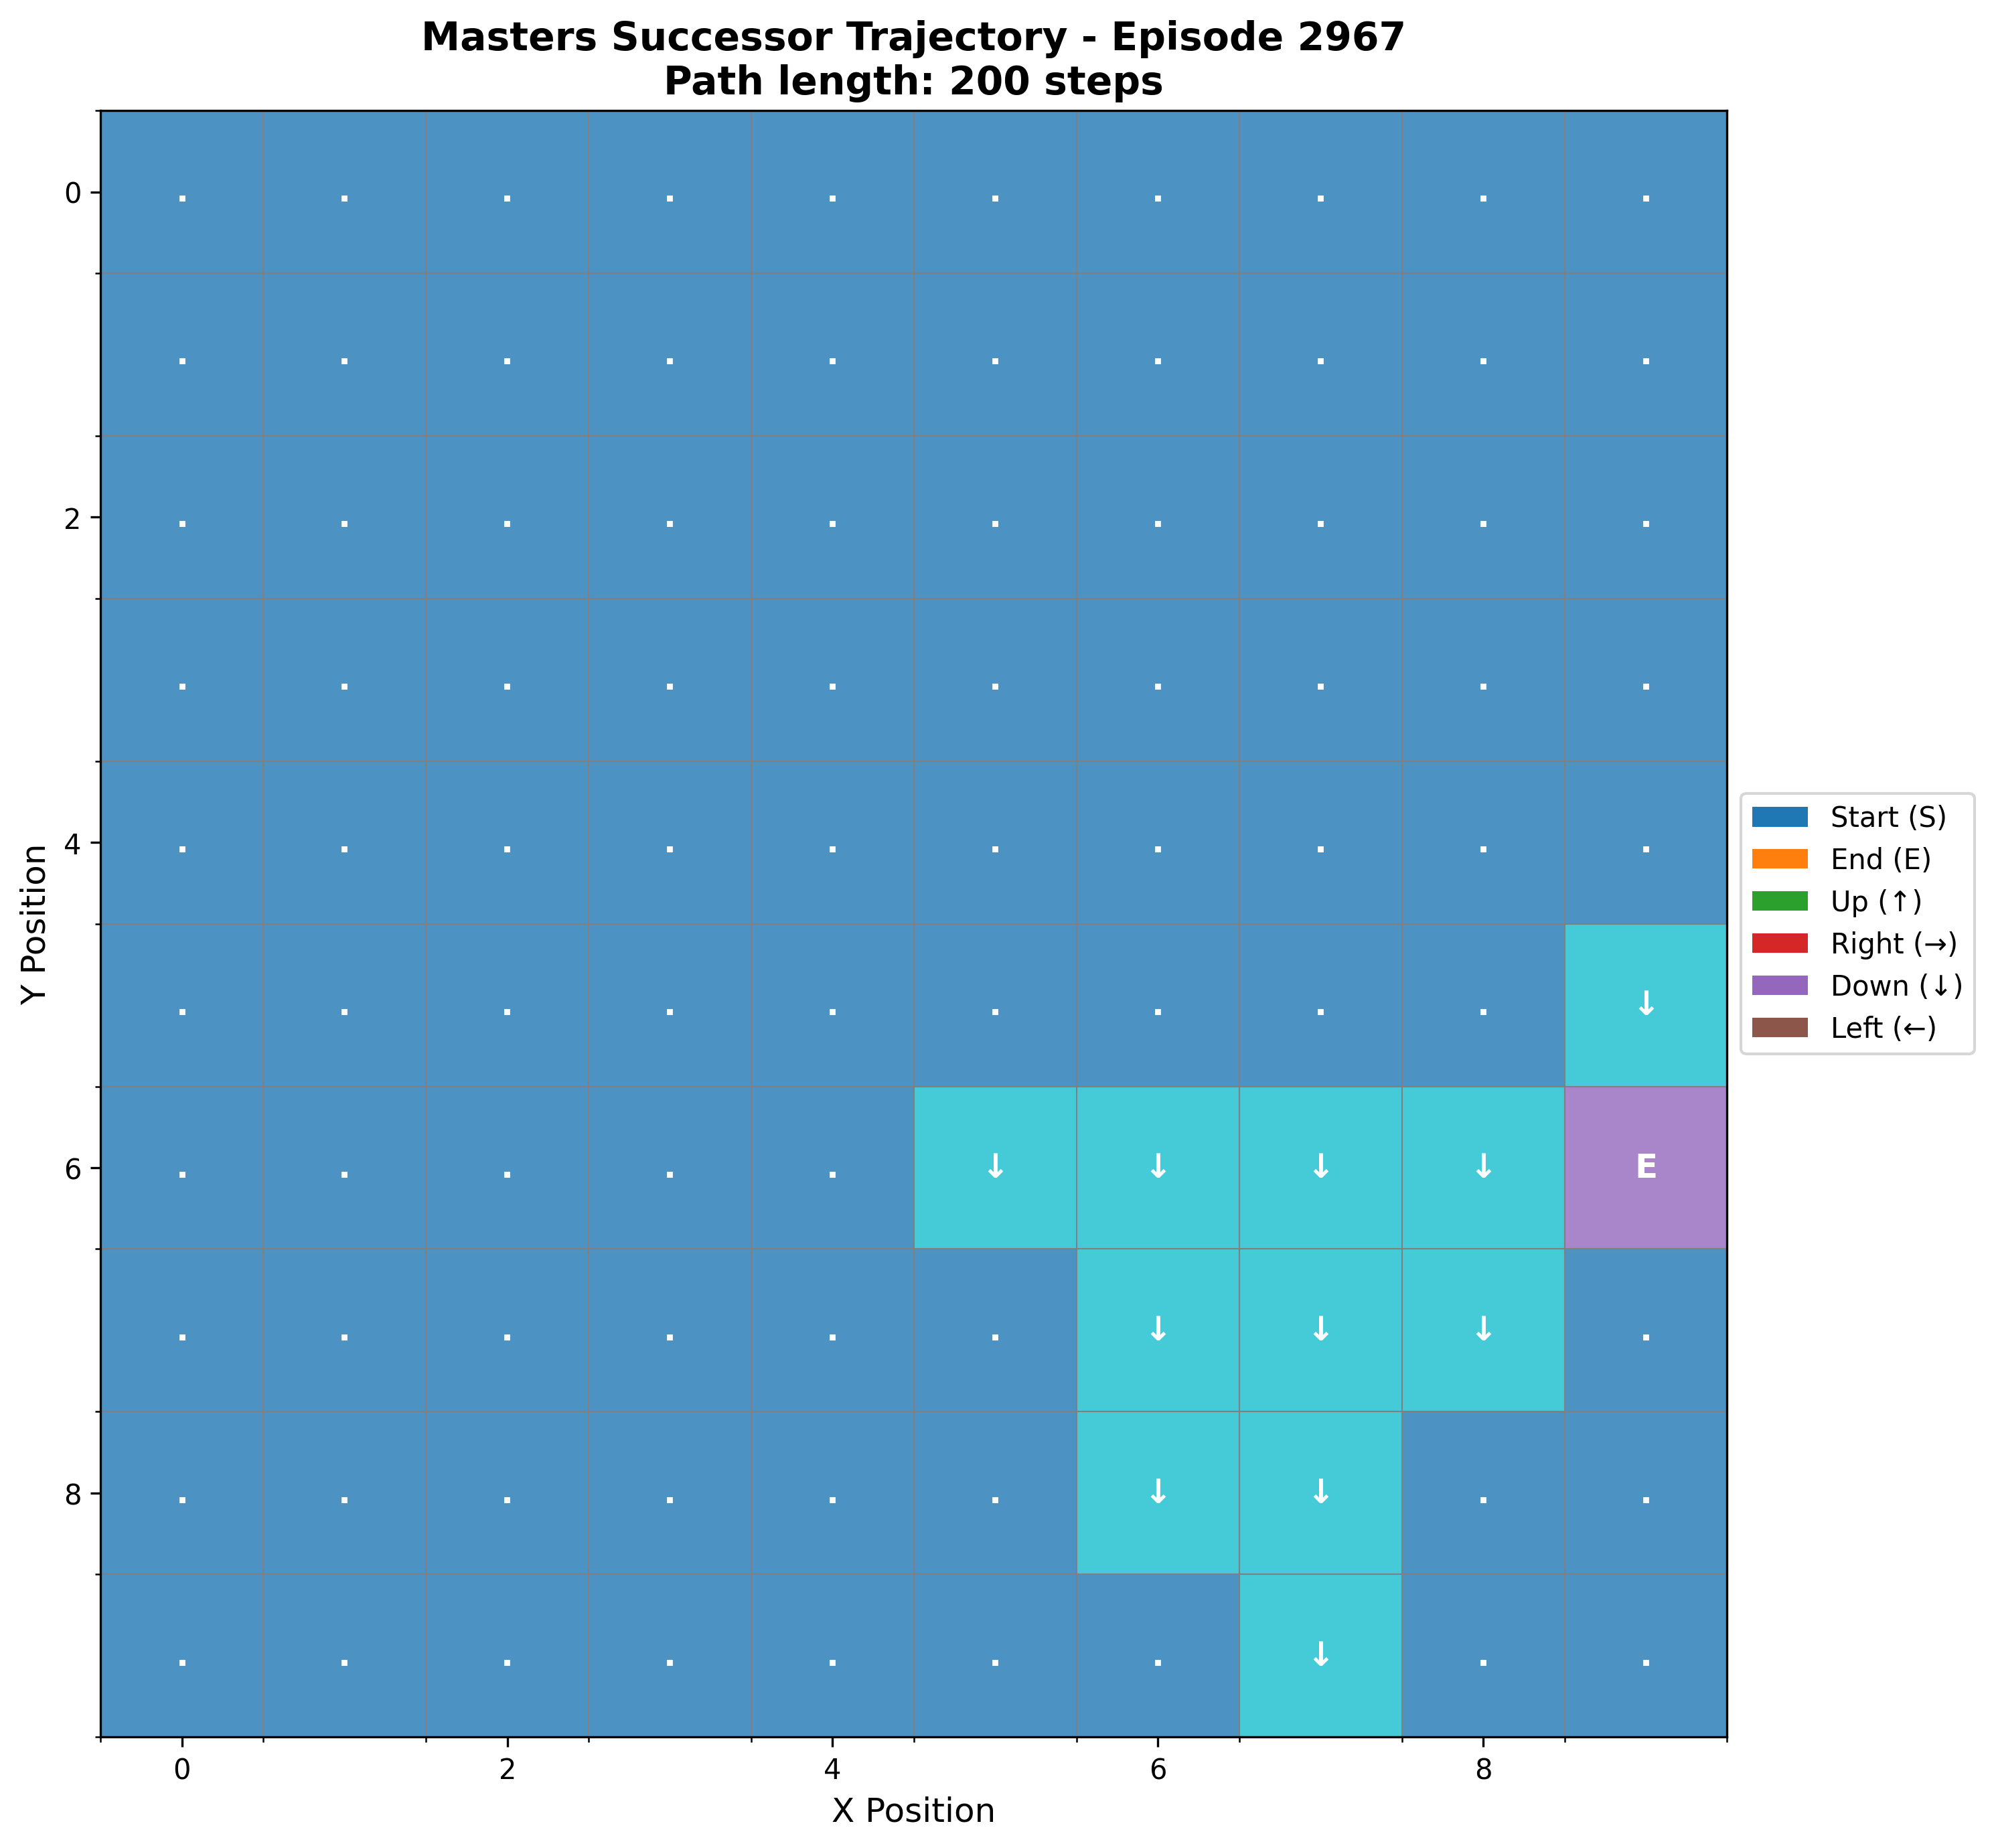 Masters Successor Trajectory - Episode 2967
Path length: 200 steps
Y Position
0
2
4
6
8
. . . . . . . . . .
. . . . . . . . . .
. . . . . . . . . .
. . . . . . . . . .
. . . . . . . . . .
. . . . . . . . . ↓
. . . . . ↓ ↓ ↓ ↓ E
. . . . . . ↓ ↓ ↓ .
. . . . . . ↓ ↓ . .
. . . . . . . ↓ . .
0 2 4 6 8
X Position
Start (S)
End (E)
Up (↑)
Right (→)
Down (↓)
Left (←)